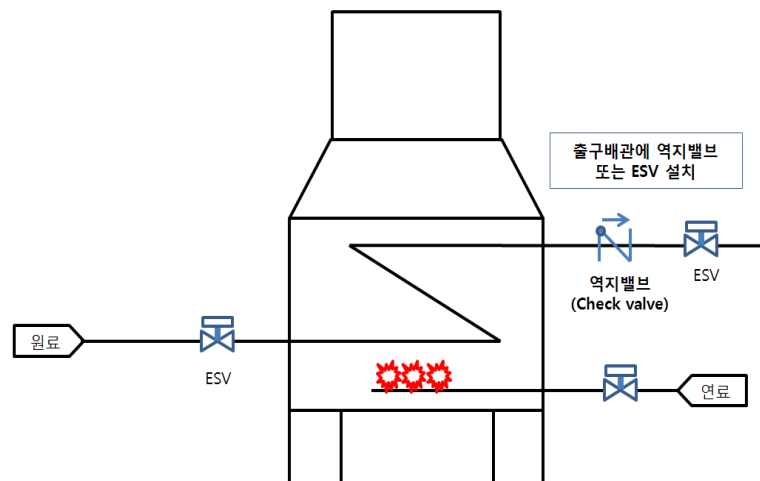 출구배관에 역지밸브
또는 ESV 설치
역지밸브
(Check valve)
ESV
원료
ESV
연료